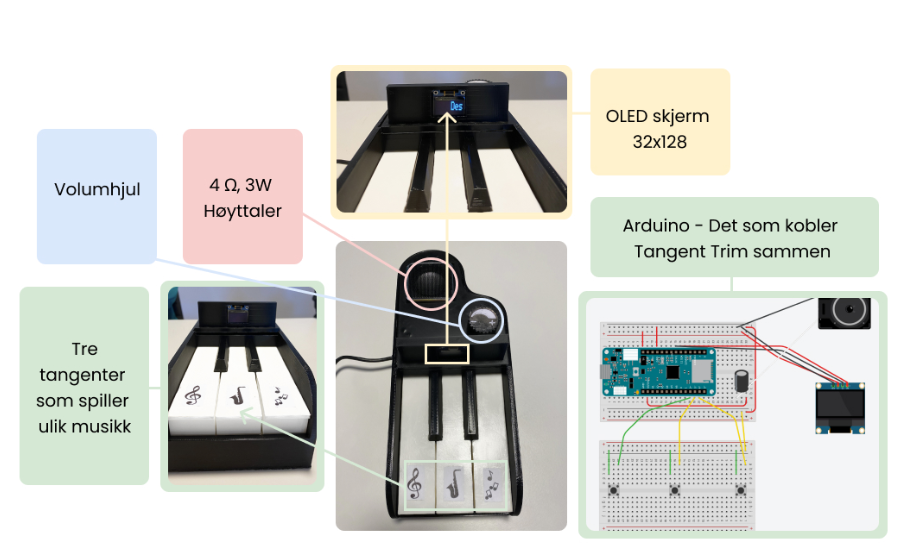 OLED skjerm
32x128
Des
Volumhjul
4 Ω, 3W
Høyttaler
Arduino - Det som kobler
Tangent Trim sammen
Tre
tangenter
som spiller
ulik musikk